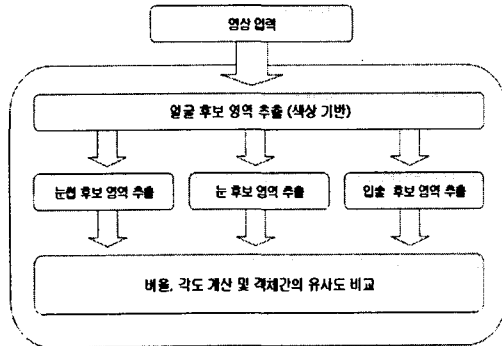 영상 입력
얼굴 후보 영역 추출 (색상 기반)
눈썹 후보 영역 추출
눈 후보 영역 추출
입술 후보 영역 추출
비율, 각도 계산 및 객체간의 유사도 비교